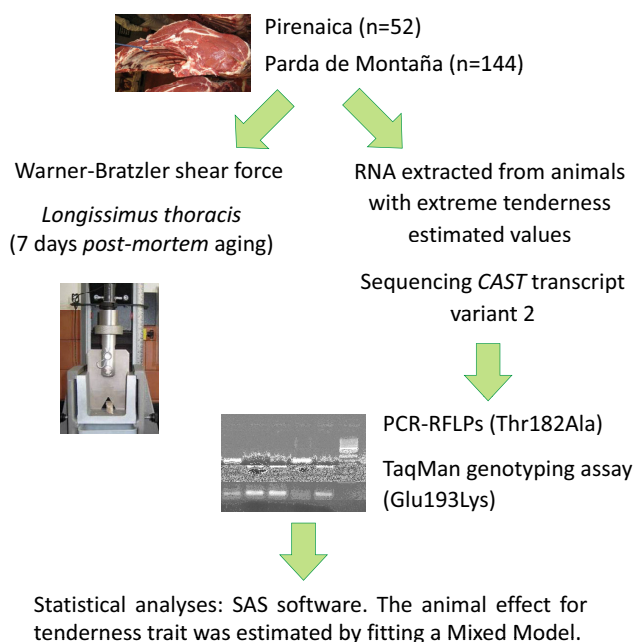 Pirenaica (n=52)
Parda de Montaña (n=144)
Warner-Bratzler shear force
Longissimus thoracis
(7 days post-mortem aging)
RNA extracted from animals
with extreme tenderness
estimated values
Sequencing CAST transcript
variant 2
PCR-RFLPs (Thr182Ala)
TaqMan genotyping assay
(Glu193Lys)
Statistical analyses: SAS software. The animal effect for
tenderness trait was estimated by fitting a Mixed Model.